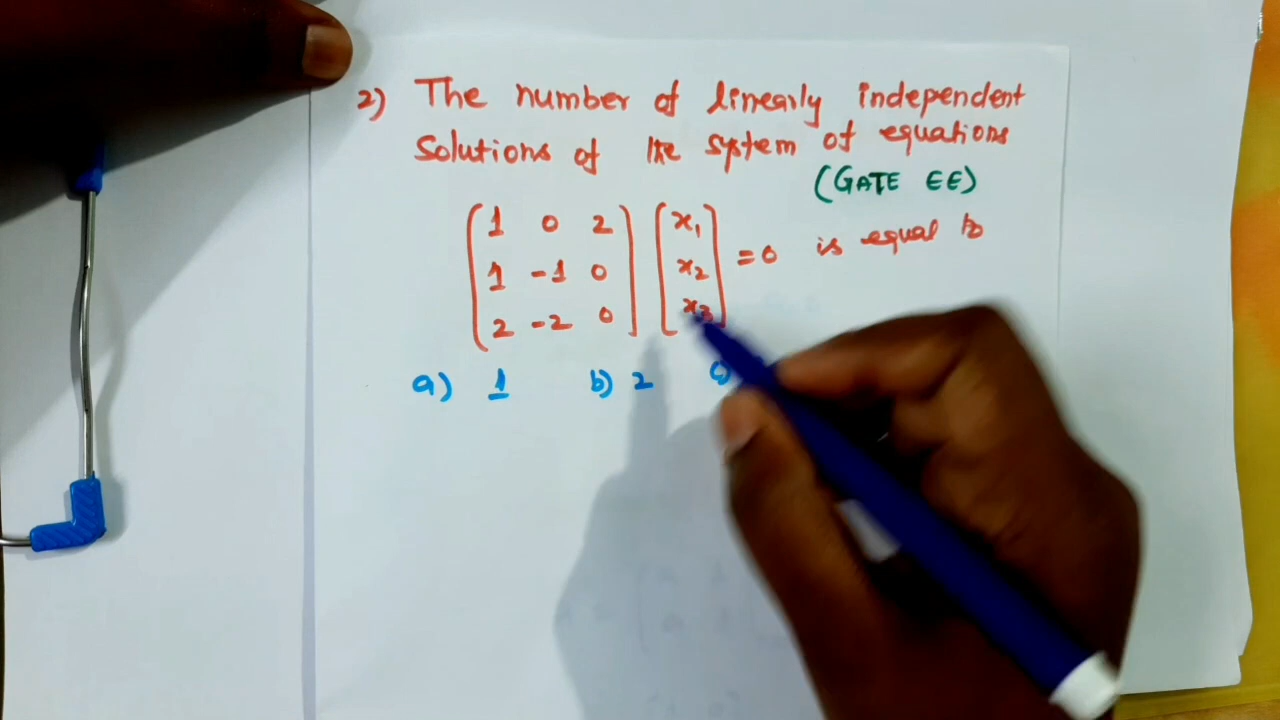 2) The number of linearly independent
Solutions of the system of equations
(GATE EE)
1 0 2 x1
1 -1 0 x2 =0 is equal to
2 -2 0 x3
a) 1 b) 2 c)